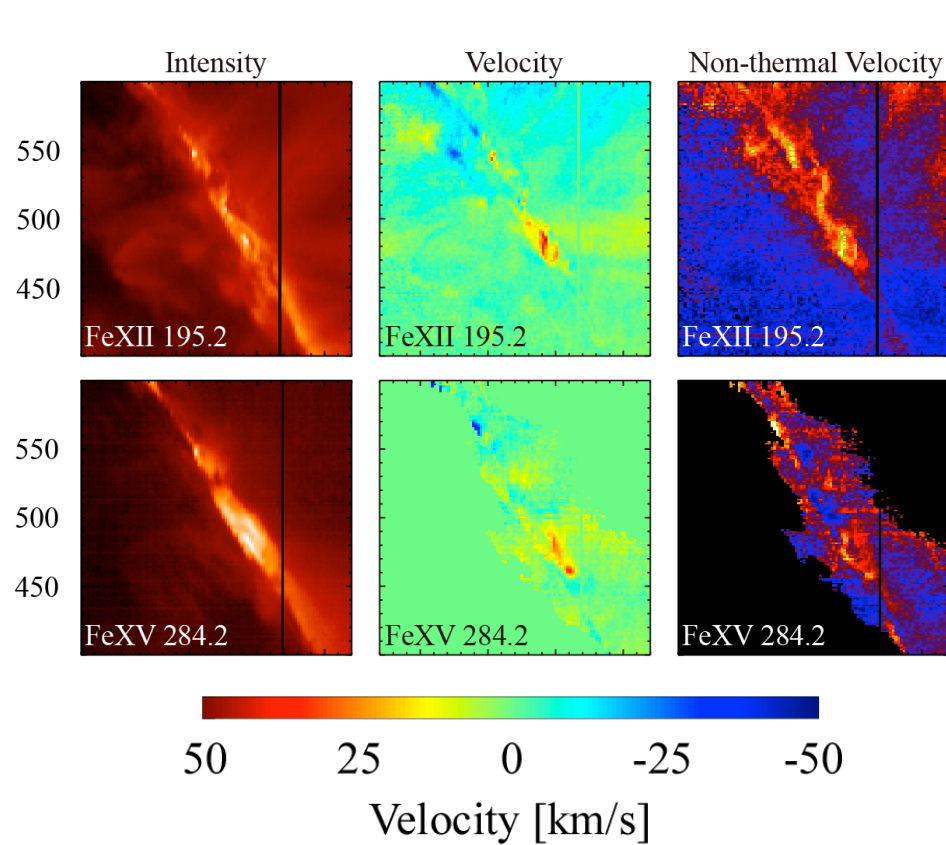 Intensity Velocity Non-thermal Velocity
550
500
450
FeXII 195.2 FeXII 195.2 FeXII 195.2
550
500
450
FeXV 284.2 FeXV 284.2 FeXV 284.2
50 25 0 -25 -50
Velocity [km/s]